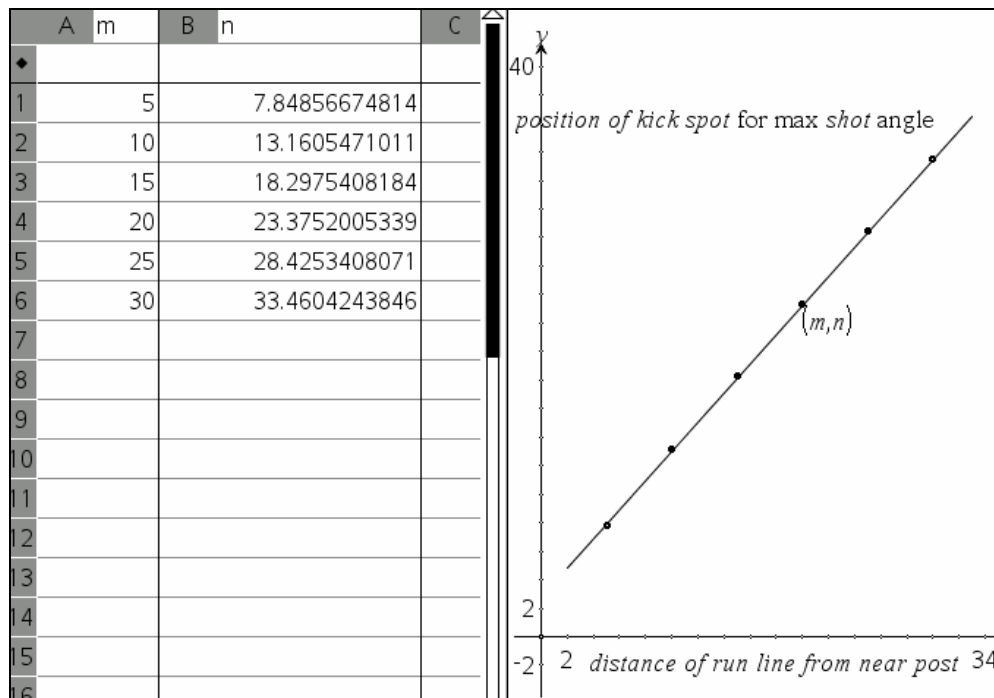 A m B n C
1 5 7.84856674814
2 10 13.1605471011
3 15 18.2975408184
4 20 23.3752005339
5 25 28.4253408071
6 30 33.4604243846
7
8
9
10
11
12
13
14
15
16
y
40
position of kick spot for max shot angle
(m,n)
2
-2 2 distance of run line from near post 34